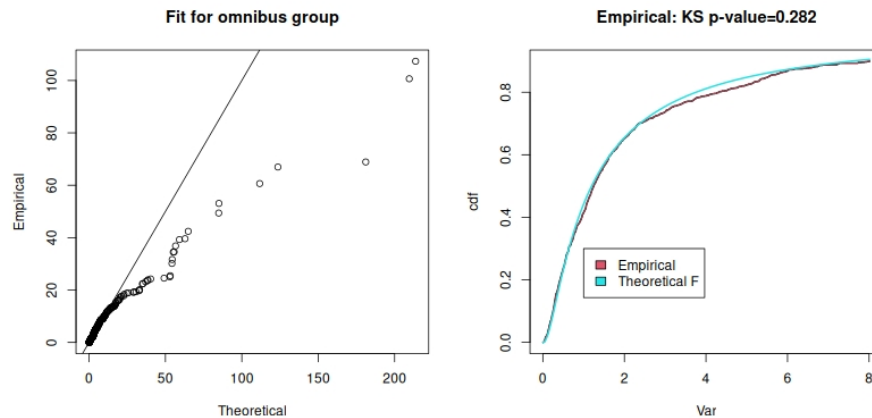 Fit for omnibus group
Empirical
100
80
60
40
20
0
0 50 100 150 200
Theoretical
Empirical: KS p-value=0.282
cdf
0.8
0.6
0.4
0.2
0.0
Empirical
Theoretical F
0 2 4 6 8
Var